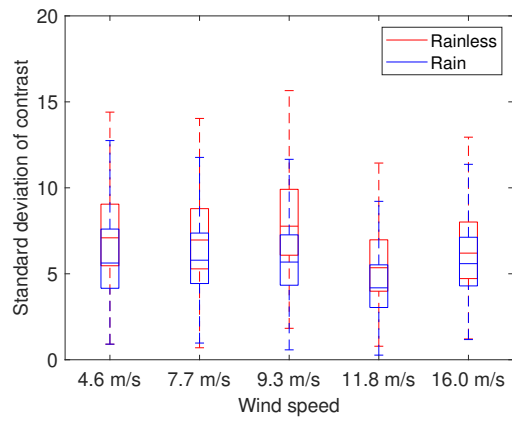 20
15
10
5
0
Standard deviation of contrast
Rainless
Rain
4.6 m/s 7.7 m/s 9.3 m/s 11.8 m/s 16.0 m/s
Wind speed